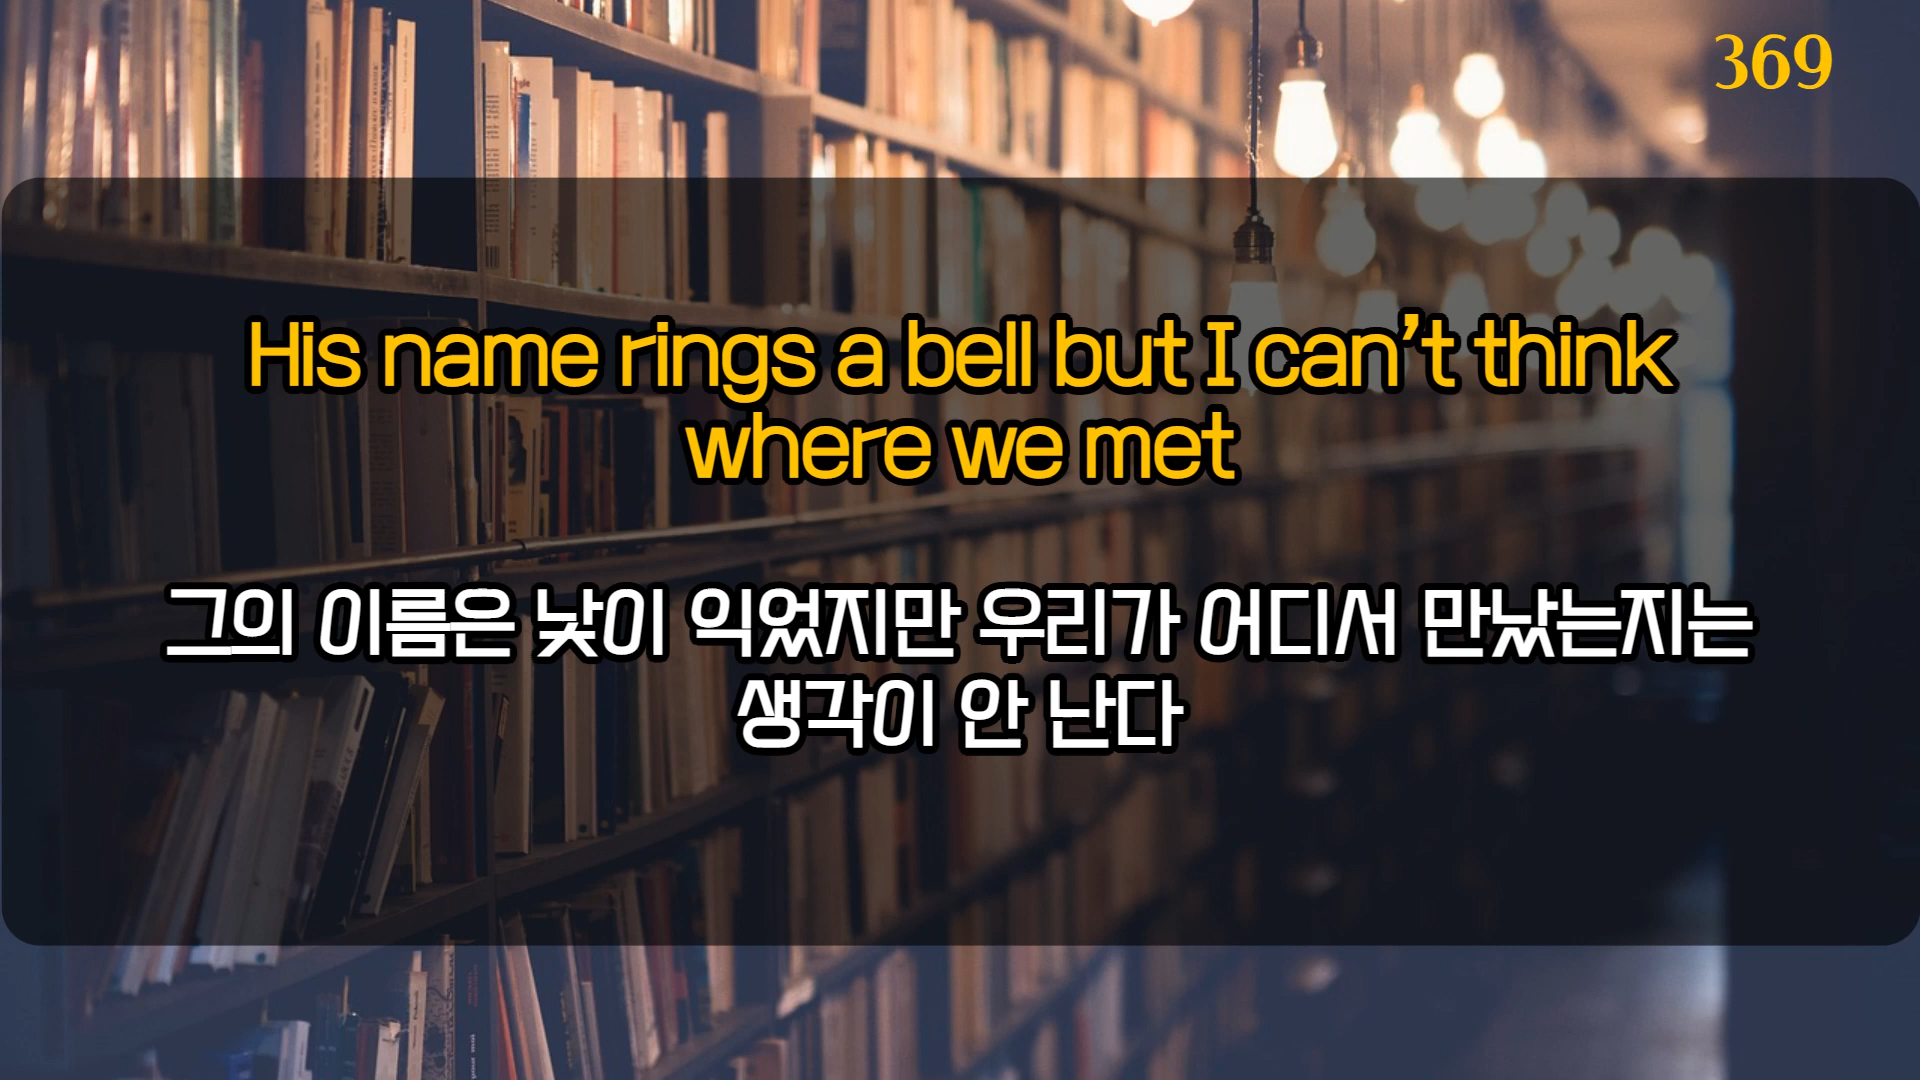 369
His name rings a bell but I can't think
where we met
그의 이름은 낯이 익었지만 우리가 어디서 만났는지는
생각이 안 난다